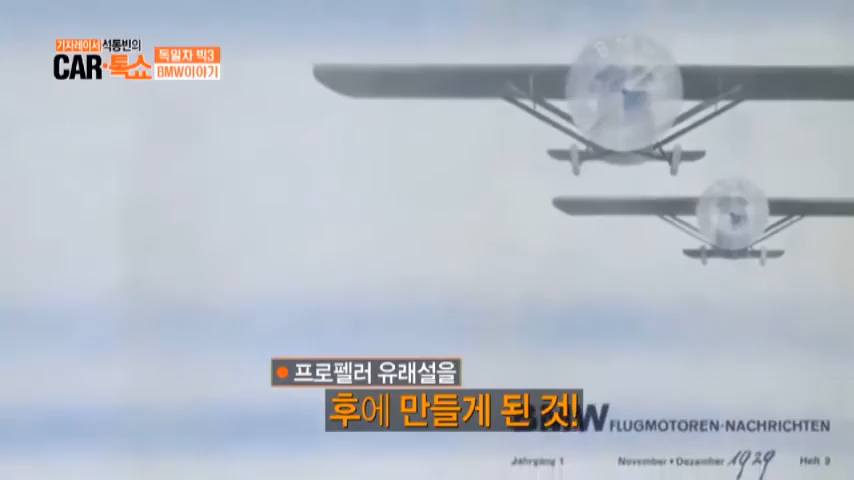 기자레이서 석동빈의
CAR·톡쇼
독일차 빅3
BMW이야기
프로펠러 유래설을
후에 만들게 된 것!
BMW FLUGMOTOREN-NACHRICHTEN
Jahrgang 1 November • Dezember 1929 Heft 9